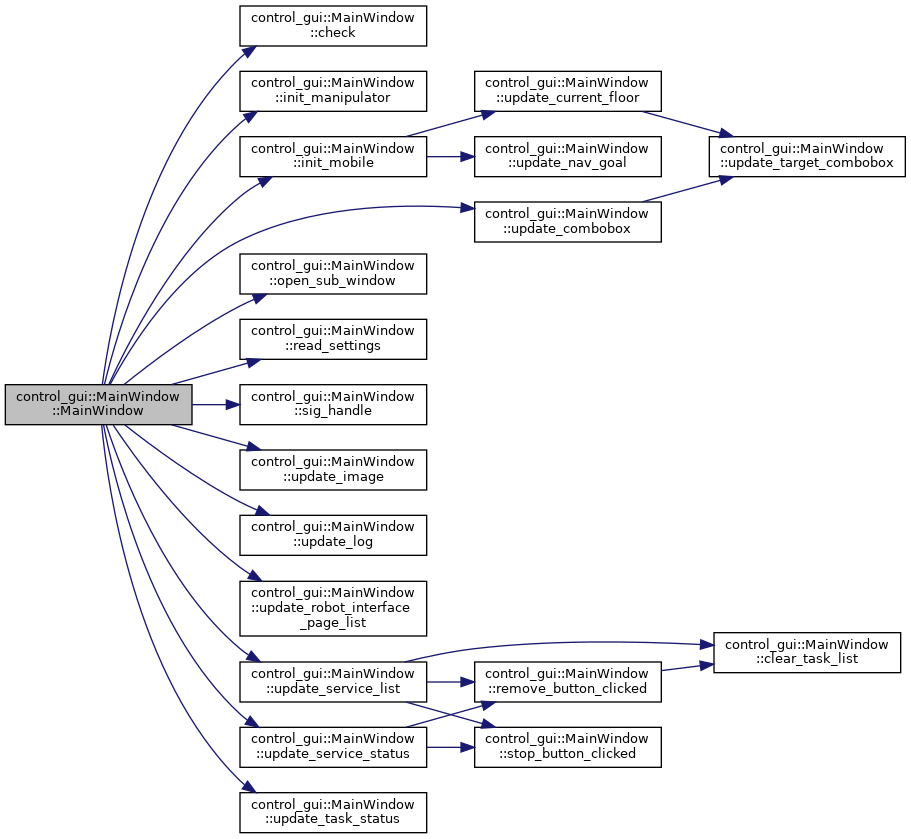 control_gui::MainWindow
::check
control_gui::MainWindow
::init_manipulator
control_gui::MainWindow
::init_mobile
control_gui::MainWindow
::update_current_floor
control_gui::MainWindow
::update_nav_goal
control_gui::MainWindow
::update_target_combobox
control_gui::MainWindow
::update_combobox
control_gui::MainWindow
::open_sub_window
control_gui::MainWindow
::read_settings
control_gui::MainWindow
::MainWindow
control_gui::MainWindow
::sig_handle
control_gui::MainWindow
::update_image
control_gui::MainWindow
::update_log
control_gui::MainWindow
::update_robot_interface
_page_list
control_gui::MainWindow
::update_service_list
control_gui::MainWindow
::remove_button_clicked
control_gui::MainWindow
::clear_task_list
control_gui::MainWindow
::update_service_status
control_gui::MainWindow
::stop_button_clicked
control_gui::MainWindow
::update_task_status